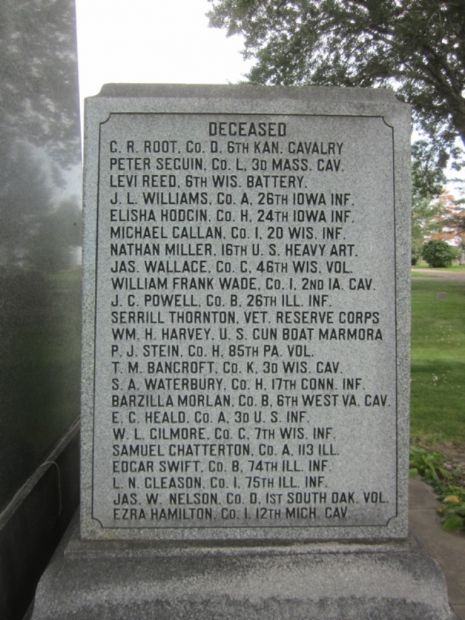 DECEASED
C. R. ROOT, CO. D. 6TH KAN. CAVALRY
PETER SEGUIN, CO. L, 3D MASS. CAV.
LEVI REED, 6TH WIS. BATTERY.
J. L. WILLIAMS, CO. A, 26TH IOWA INF.
ELISHA HODGIN, CO. H, 24TH IOWA INF.
MICHAEL CALLAN, CO. I, 20 WIS. INF.
NATHAN MILLER, 16TH U. S. HEAVY ART.
JAS. WALLACE, CO. C, 46TH WIS. VOL.
WILLIAM FRANK WADE, CO. I, 2ND IA. CAV.
J. C. POWELL, CO. B, 26TH ILL. INF.
SERRILL THORNTON, VET. RESERVE CORPS
WM. H. HARVEY, U. S. GUN BOAT MARMORA
P. J. STEIN, CO. H, 85TH PA. VOL.
T. M. BANCROFT, CO. K, 3D WIS. CAV.
S. A. WATERBURY, CO. H, 17TH CONN. INF.
BARZILLA MORLAN, CO. B, 6TH WEST VA. CAV.
E. C. HEALD, CO. A, 3D U. S. INF.
W. L. GILMORE, CO. C, 7TH WIS. INF.
SAMUEL CHATTERTON, CO. A, 113 ILL.
EDGAR SWIFT, CO. B, 74TH ILL. INF.
L. N. GLEASON, CO. I, 75TH ILL. INF.
JAS. W. NELSON, CO. D, 1ST SOUTH DAK. VOL.
EZRA HAMILTON, CO. I, 12TH MICH. CAV.